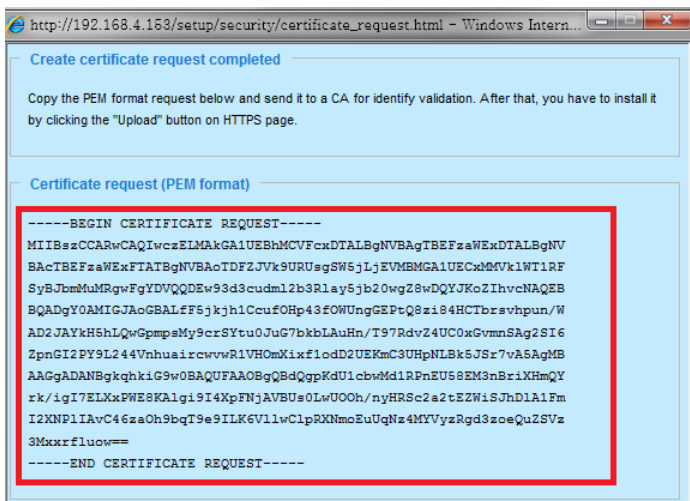 http://192.168.4.153/setup/security/certificate_request.html - Windows Intern...
Create certificate request completed
Copy the PEM format request below and send it to a CA for identify validation. After that, you have to install it
by clicking the "Upload" button on HTTPS page.
Certificate request (PEM format)
-----BEGIN CERTIFICATE REQUEST-----
MIIBszCCARwCAQIwczELMAkGA1UEBhMCVFcxDTALBgNVBAgTBEFzaWExDTALBgNV
BAcTBEFzaWExFTATBgNVBAoTDFZJVk9URUsgSW5jLjEVMBMGA1UECxMMVklWT1RF
SyBJbmMuMRgwFgYDVQQDEw93d3cudml2b3Rlay5jb20wgZ8wDQYJKoZIhvcNAQEB
BQADgY0AMIGJAoGBALfF5jkjh1CcufOHp43fOWUngGEPtQ8zi84HCTbrsvhpun/W
AD2JAYkH5hLQwGpmpsMy9crSYtu0JuG7bkbLAuHn/T97RdvZ4UC0xGvmnSAg2SI6
ZpnGI2PY9L244VnhuaircwvwR1VHOmXixf1odD2UEKmC3UHpNLBk5JSr7vA5AgMB
AAGgADANBgkqhkiG9w0BAQUFAAOBgQBdQgpKdU1cbwMd1RPnEU58EM3nBriXHmQY
rk/igI7ELXxPWE8KAlgi9I4XpFNjAVBUs0LwUOOh/nyHRSc2a2tEZWiSJhDlA1Fm
I2XNPlIAvC46zaOh9bqT9e9ILK6VllwClpRXNmoEuUqNz4MYVyzRgd3zoeQuZSVz
3Mxxrfluow==
-----END CERTIFICATE REQUEST-----